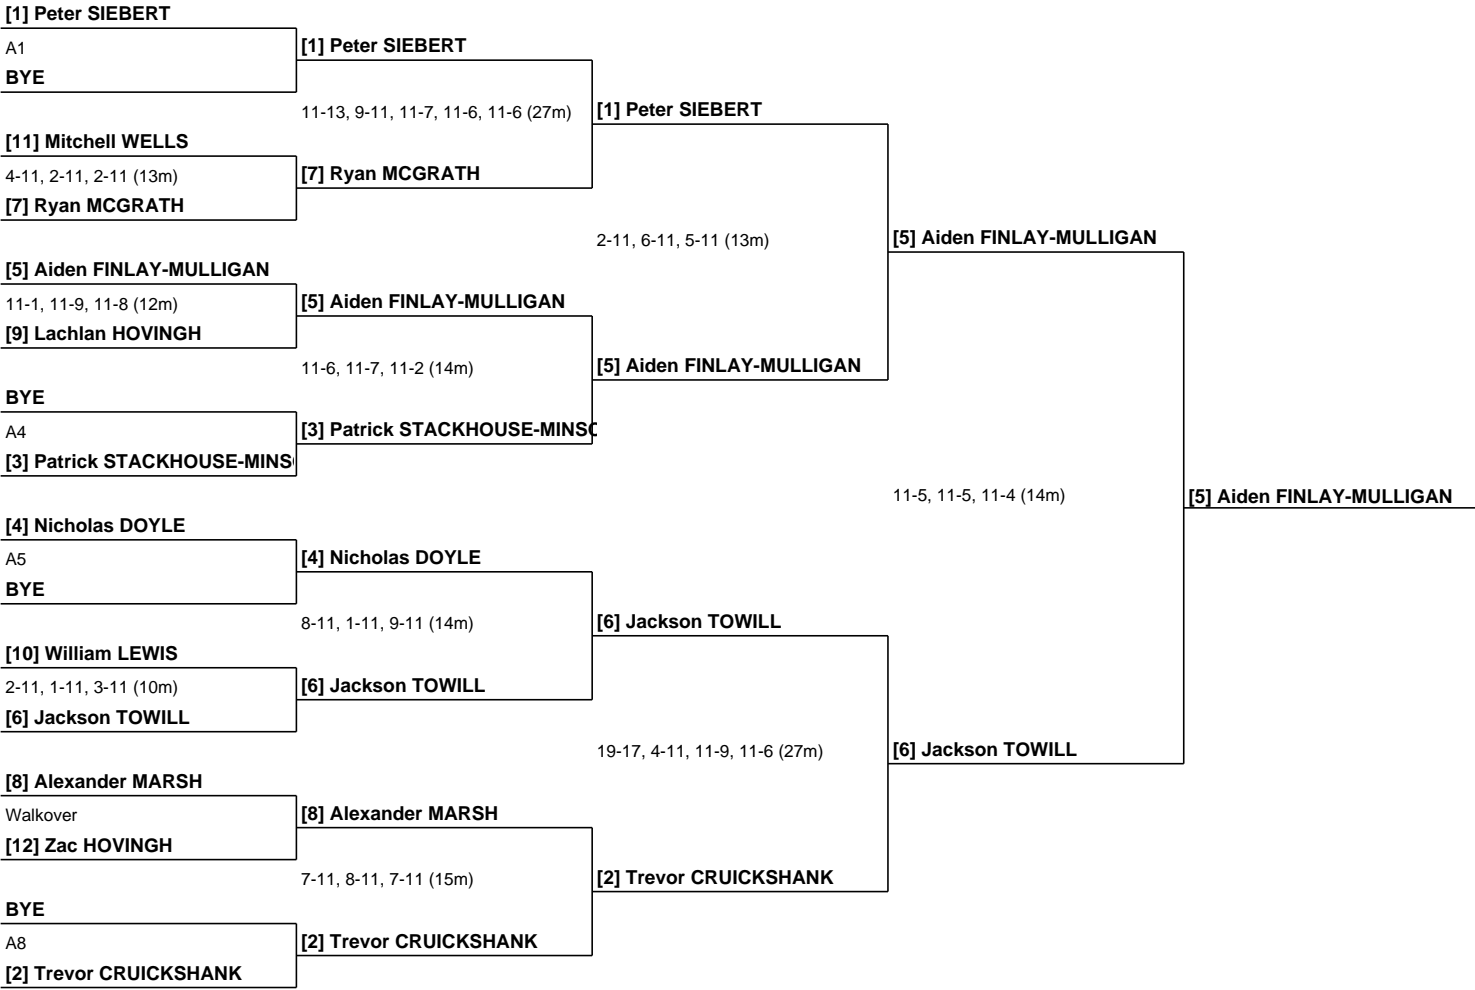 [1] Peter SIEBERT
A1
BYE
[11] Mitchell WELLS
4-11, 2-11, 2-11 (13m)
[7] Ryan MCGRATH
[5] Aiden FINLAY-MULLIGAN
11-1, 11-9, 11-8 (12m)
[9] Lachlan HOVINGH
BYE
A4
[3] Patrick STACKHOUSE-MINS
[4] Nicholas DOYLE
A5
BYE
[10] William LEWIS
2-11, 1-11, 3-11 (10m)
[6] Jackson TOWILL
[8] Alexander MARSH
Walkover
[12] Zac HOVINGH
BYE
A8
[2] Trevor CRUICKSHANK
[1] Peter SIEBERT
11-13, 9-11, 11-7, 11-6, 11-6 (27m)
[7] Ryan MCGRATH
[5] Aiden FINLAY-MULLIGAN
11-6, 11-7, 11-2 (14m)
[3] Patrick STACKHOUSE-MINSO
[4] Nicholas DOYLE
8-11, 1-11, 9-11 (14m)
[6] Jackson TOWILL
[8] Alexander MARSH
7-11, 8-11, 7-11 (15m)
[2] Trevor CRUICKSHANK
[1] Peter SIEBERT
2-11, 6-11, 5-11 (13m)
[5] Aiden FINLAY-MULLIGAN
[6] Jackson TOWILL
19-17, 4-11, 11-9, 11-6 (27m)
[2] Trevor CRUICKSHANK
[5] Aiden FINLAY-MULLIGAN
11-5, 11-5, 11-4 (14m)
[6] Jackson TOWILL
[5] Aiden FINLAY-MULLIGAN